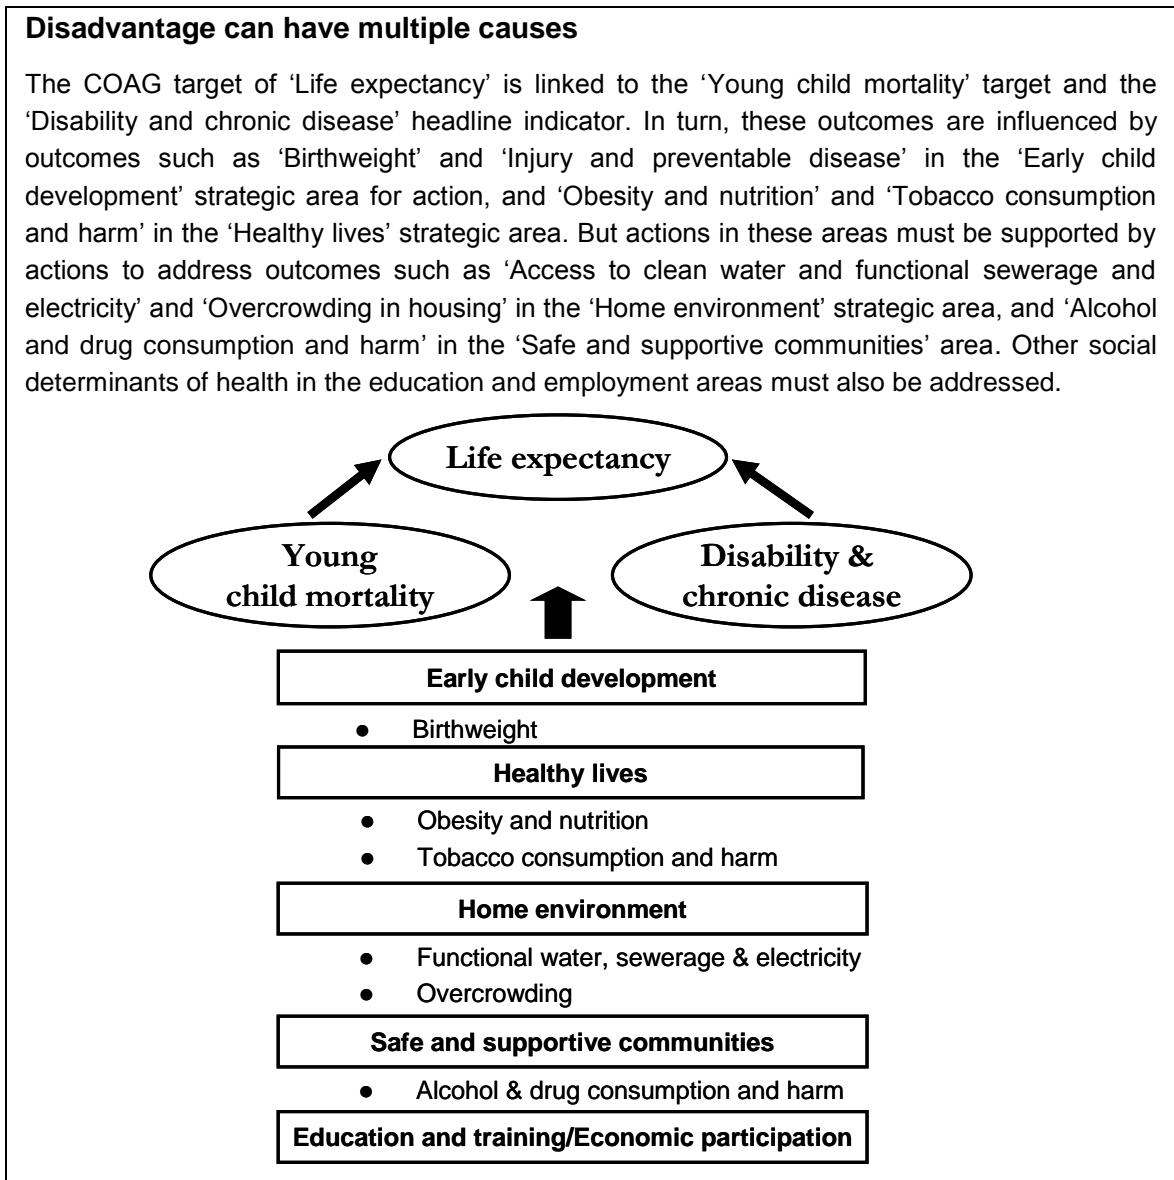 Disadvantage can have multiple causes
The COAG target of ‘Life expectancy’ is linked to the ‘Young child mortality’ target and the
‘Disability and chronic disease’ headline indicator. In turn, these outcomes are influenced by
outcomes such as ‘Birthweight’ and ‘Injury and preventable disease’ in the ‘Early child
development’ strategic area for action, and ‘Obesity and nutrition’ and ‘Tobacco consumption
and harm’ in the ‘Healthy lives’ strategic area. But actions in these areas must be supported by
actions to address outcomes such as ‘Access to clean water and functional sewerage and
electricity’ and ‘Overcrowding in housing’ in the ‘Home environment’ strategic area, and ‘Alcohol
and drug consumption and harm’ in the ‘Safe and supportive communities’ area. Other social
determinants of health in the education and employment areas must also be addressed.
Life expectancy
Young
child mortality
Disability &
chronic disease
Early child development
● Birthweight
Healthy lives
● Obesity and nutrition
● Tobacco consumption and harm
Home environment
● Functional water, sewerage & electricity
● Overcrowding
Safe and supportive communities
● Alcohol & drug consumption and harm
Education and training/Economic participation